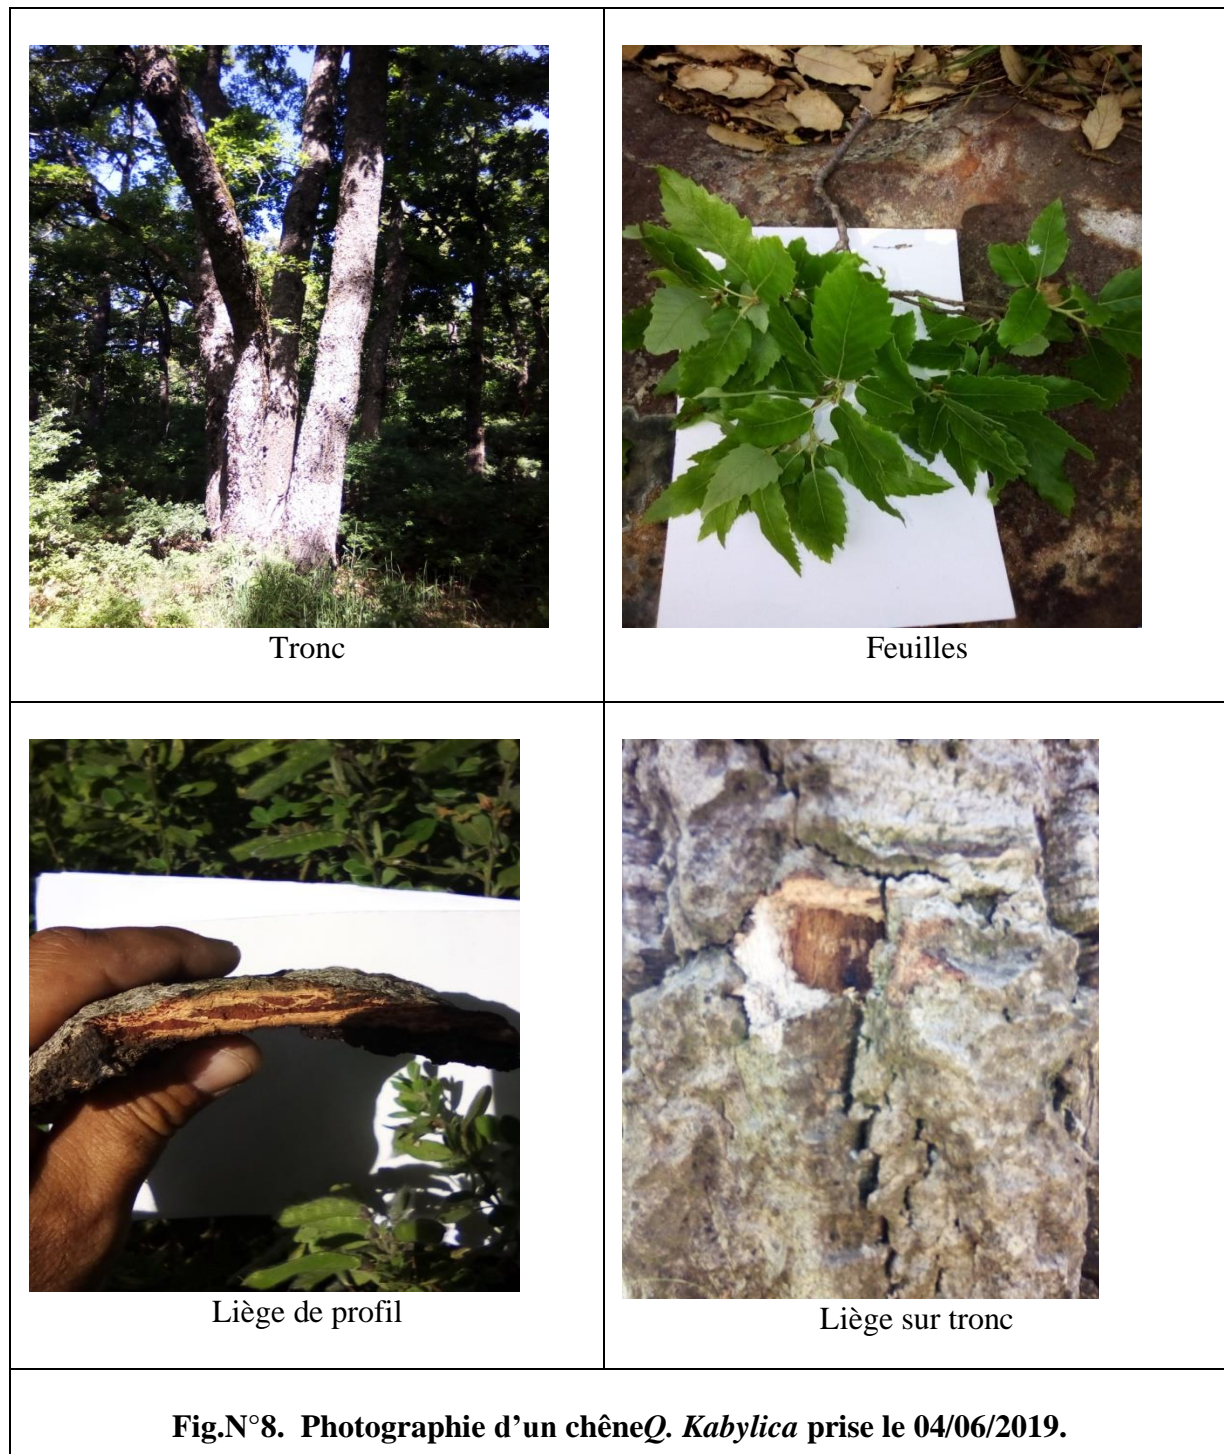 Tronc
Feuilles
Liège de profil
Liège sur tronc
Fig.N°8. Photographie d’un chêneQ. Kabylica prise le 04/06/2019.